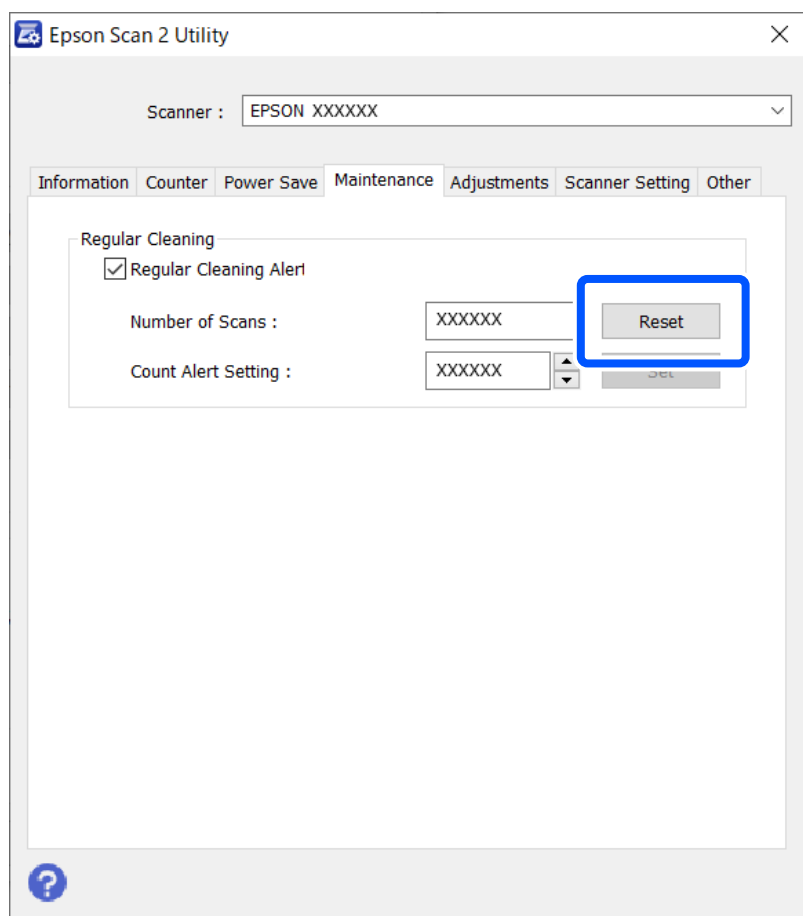 Epson Scan 2 Utility
Scanner : EPSON XXXXXX
Information Counter Power Save Maintenance Adjustments Scanner Setting Other
Regular Cleaning
Regular Cleaning Alert
Number of Scans : XXXXXX Reset
Count Alert Setting : XXXXXX Set
?